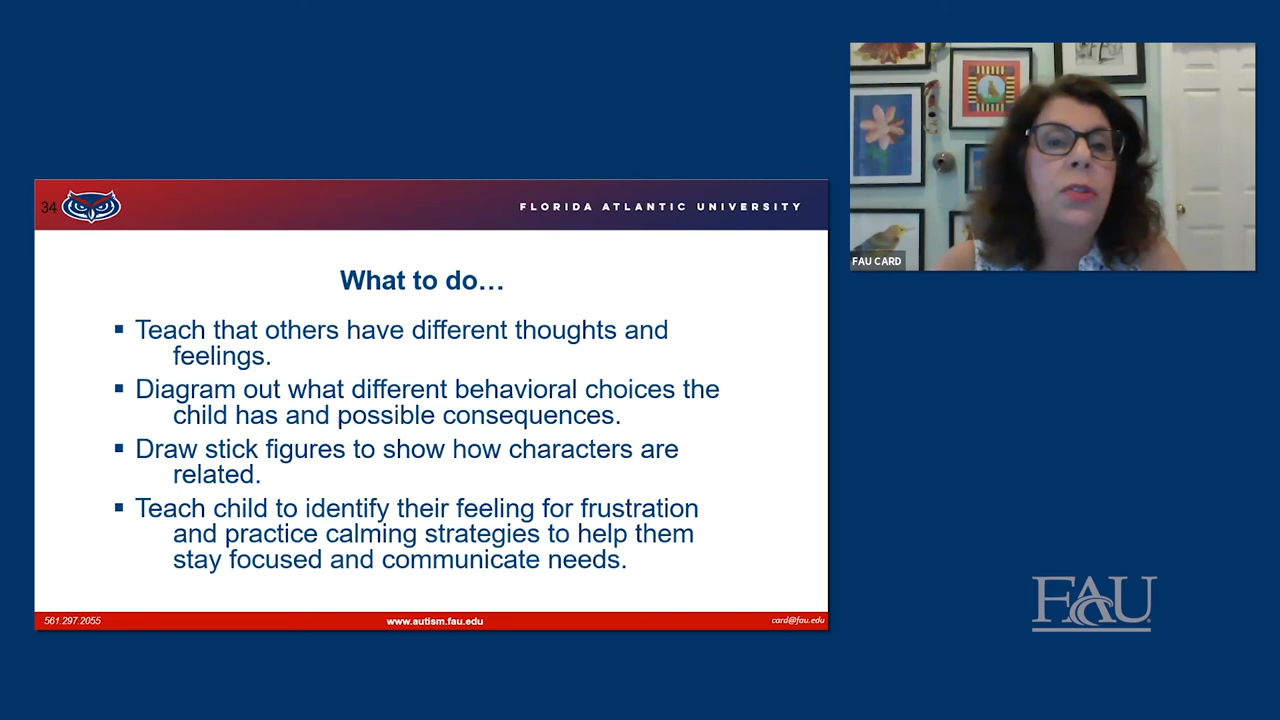 34
FLORIDA ATLANTIC UNIVERSITY
What to do…
▪ Teach that others have different thoughts and
feelings.
▪ Diagram out what different behavioral choices the
child has and possible consequences.
▪ Draw stick figures to show how characters are
related.
▪ Teach child to identify their feeling for frustration
and practice calming strategies to help them
stay focused and communicate needs.
561.297.2055
www.autism.fau.edu
card@fau.edu
FAU CARD
FAU